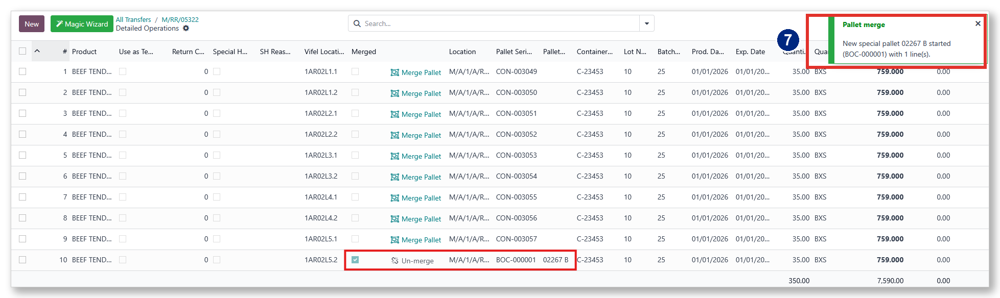 New Magic Wizard All Transfers / M/RR/05322
Detailed Operations
Search...
7
Pallet merge
New special pallet 02267 B started
(BOC-000001) with 1 line(s).
# Product Use as Te... Return C... Special H... SH Reas... Vifel Locati... Merged Location Pallet Seri... Pallet... Container... Lot N... Batch... Prod. Da... Exp. Date
1 BEEF TEND... 0 1AR02L1.1 Merge Pallet M/A/1/A/R... CON-003049 C-23453 10 25 01/01/2026 01/01/20... 35.00 BXS 759.000 0.00
2 BEEF TEND... 0 1AR02L1.2 Merge Pallet M/A/1/A/R... CON-003050 C-23453 10 25 01/01/2026 01/01/20... 35.00 BXS 759.000 0.00
3 BEEF TEND... 0 1AR02L2.1 Merge Pallet M/A/1/A/R... CON-003051 C-23453 10 25 01/01/2026 01/01/20... 35.00 BXS 759.000 0.00
4 BEEF TEND... 0 1AR02L2.2 Merge Pallet M/A/1/A/R... CON-003052 C-23453 10 25 01/01/2026 01/01/20... 35.00 BXS 759.000 0.00
5 BEEF TEND... 0 1AR02L3.1 Merge Pallet M/A/1/A/R... CON-003053 C-23453 10 25 01/01/2026 01/01/20... 35.00 BXS 759.000 0.00
6 BEEF TEND... 0 1AR02L3.2 Merge Pallet M/A/1/A/R... CON-003054 C-23453 10 25 01/01/2026 01/01/20... 35.00 BXS 759.000 0.00
7 BEEF TEND... 0 1AR02L4.1 Merge Pallet M/A/1/A/R... CON-003055 C-23453 10 25 01/01/2026 01/01/20... 35.00 BXS 759.000 0.00
8 BEEF TEND... 0 1AR02L4.2 Merge Pallet M/A/1/A/R... CON-003056 C-23453 10 25 01/01/2026 01/01/20... 35.00 BXS 759.000 0.00
9 BEEF TEND... 0 1AR02L5.1 Merge Pallet M/A/1/A/R... CON-003057 C-23453 10 25 01/01/2026 01/01/20... 35.00 BXS 759.000 0.00
10 BEEF TEND... 0 1AR02L5.2 Un-merge M/A/1/A/R... BOC-000001 02267 B C-23453 10 25 01/01/2026 01/01/20... 35.00 BXS 759.000 0.00
350.00 7,590.00 0.00